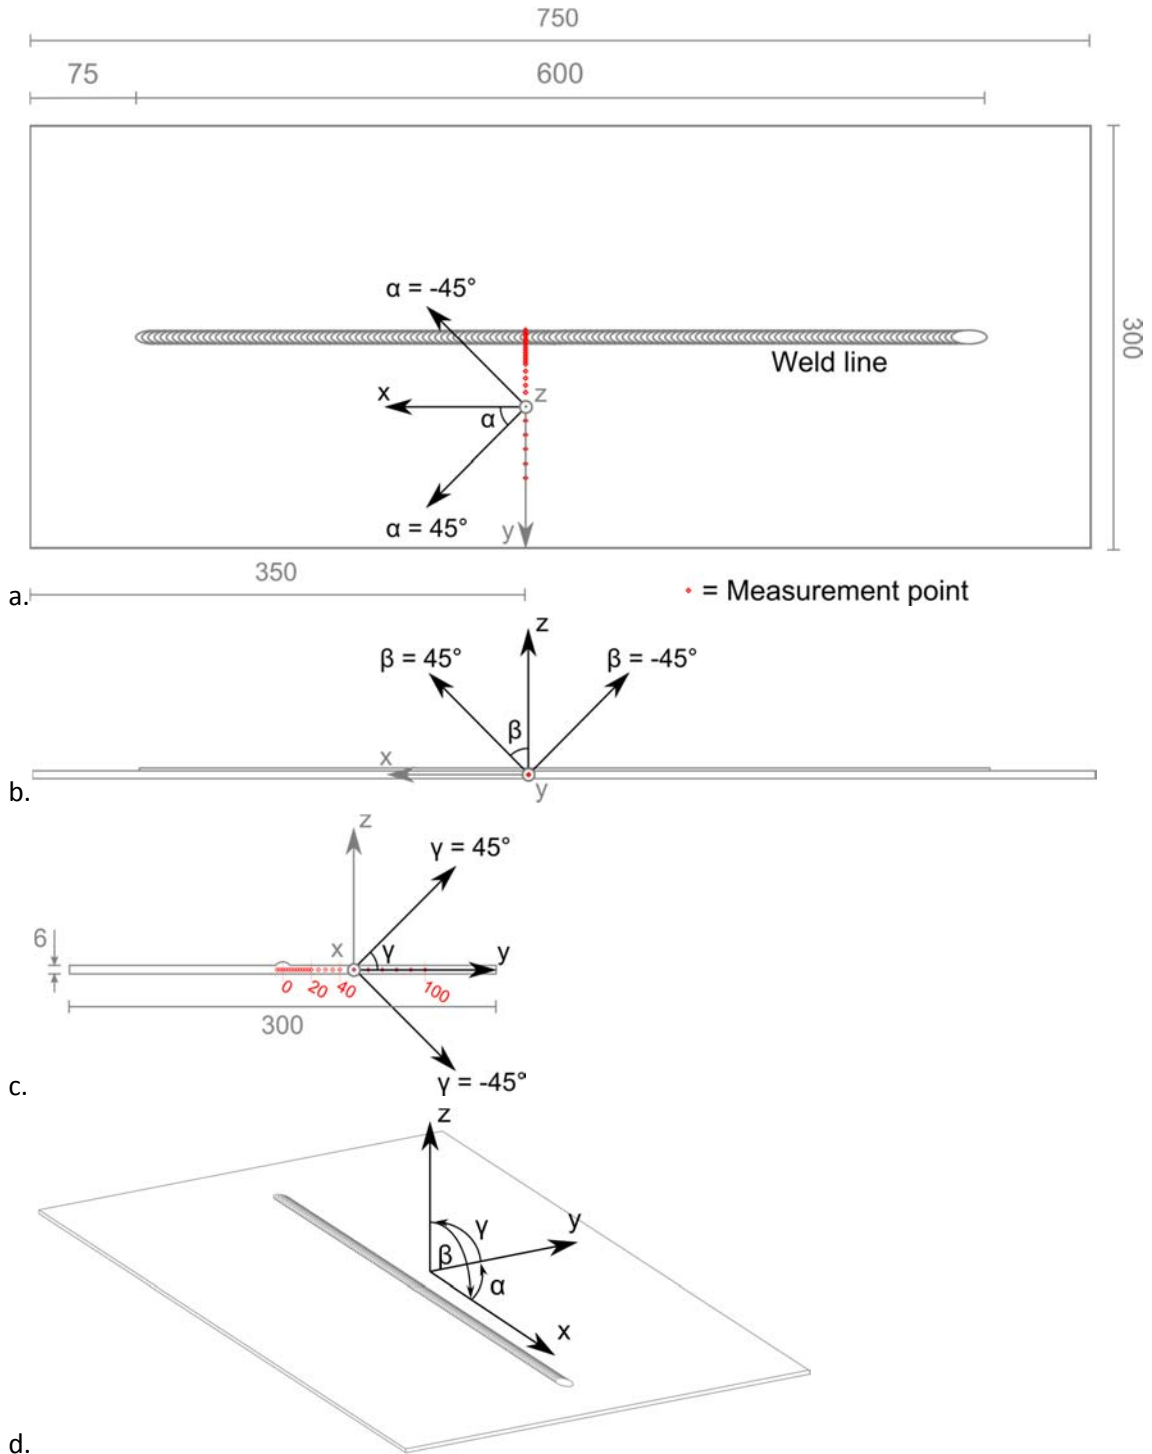 750
75
600
α = -45°
300
Weld line
x
z
α
α = 45°
y
350
a.
= Measurement point
z
β = 45°
β = -45°
β
x
b.
y
z
γ = 45°
6
x
γ
y
0
20
40
100
300
c.
γ = -45°
z
γ
y
β
α
x
d.